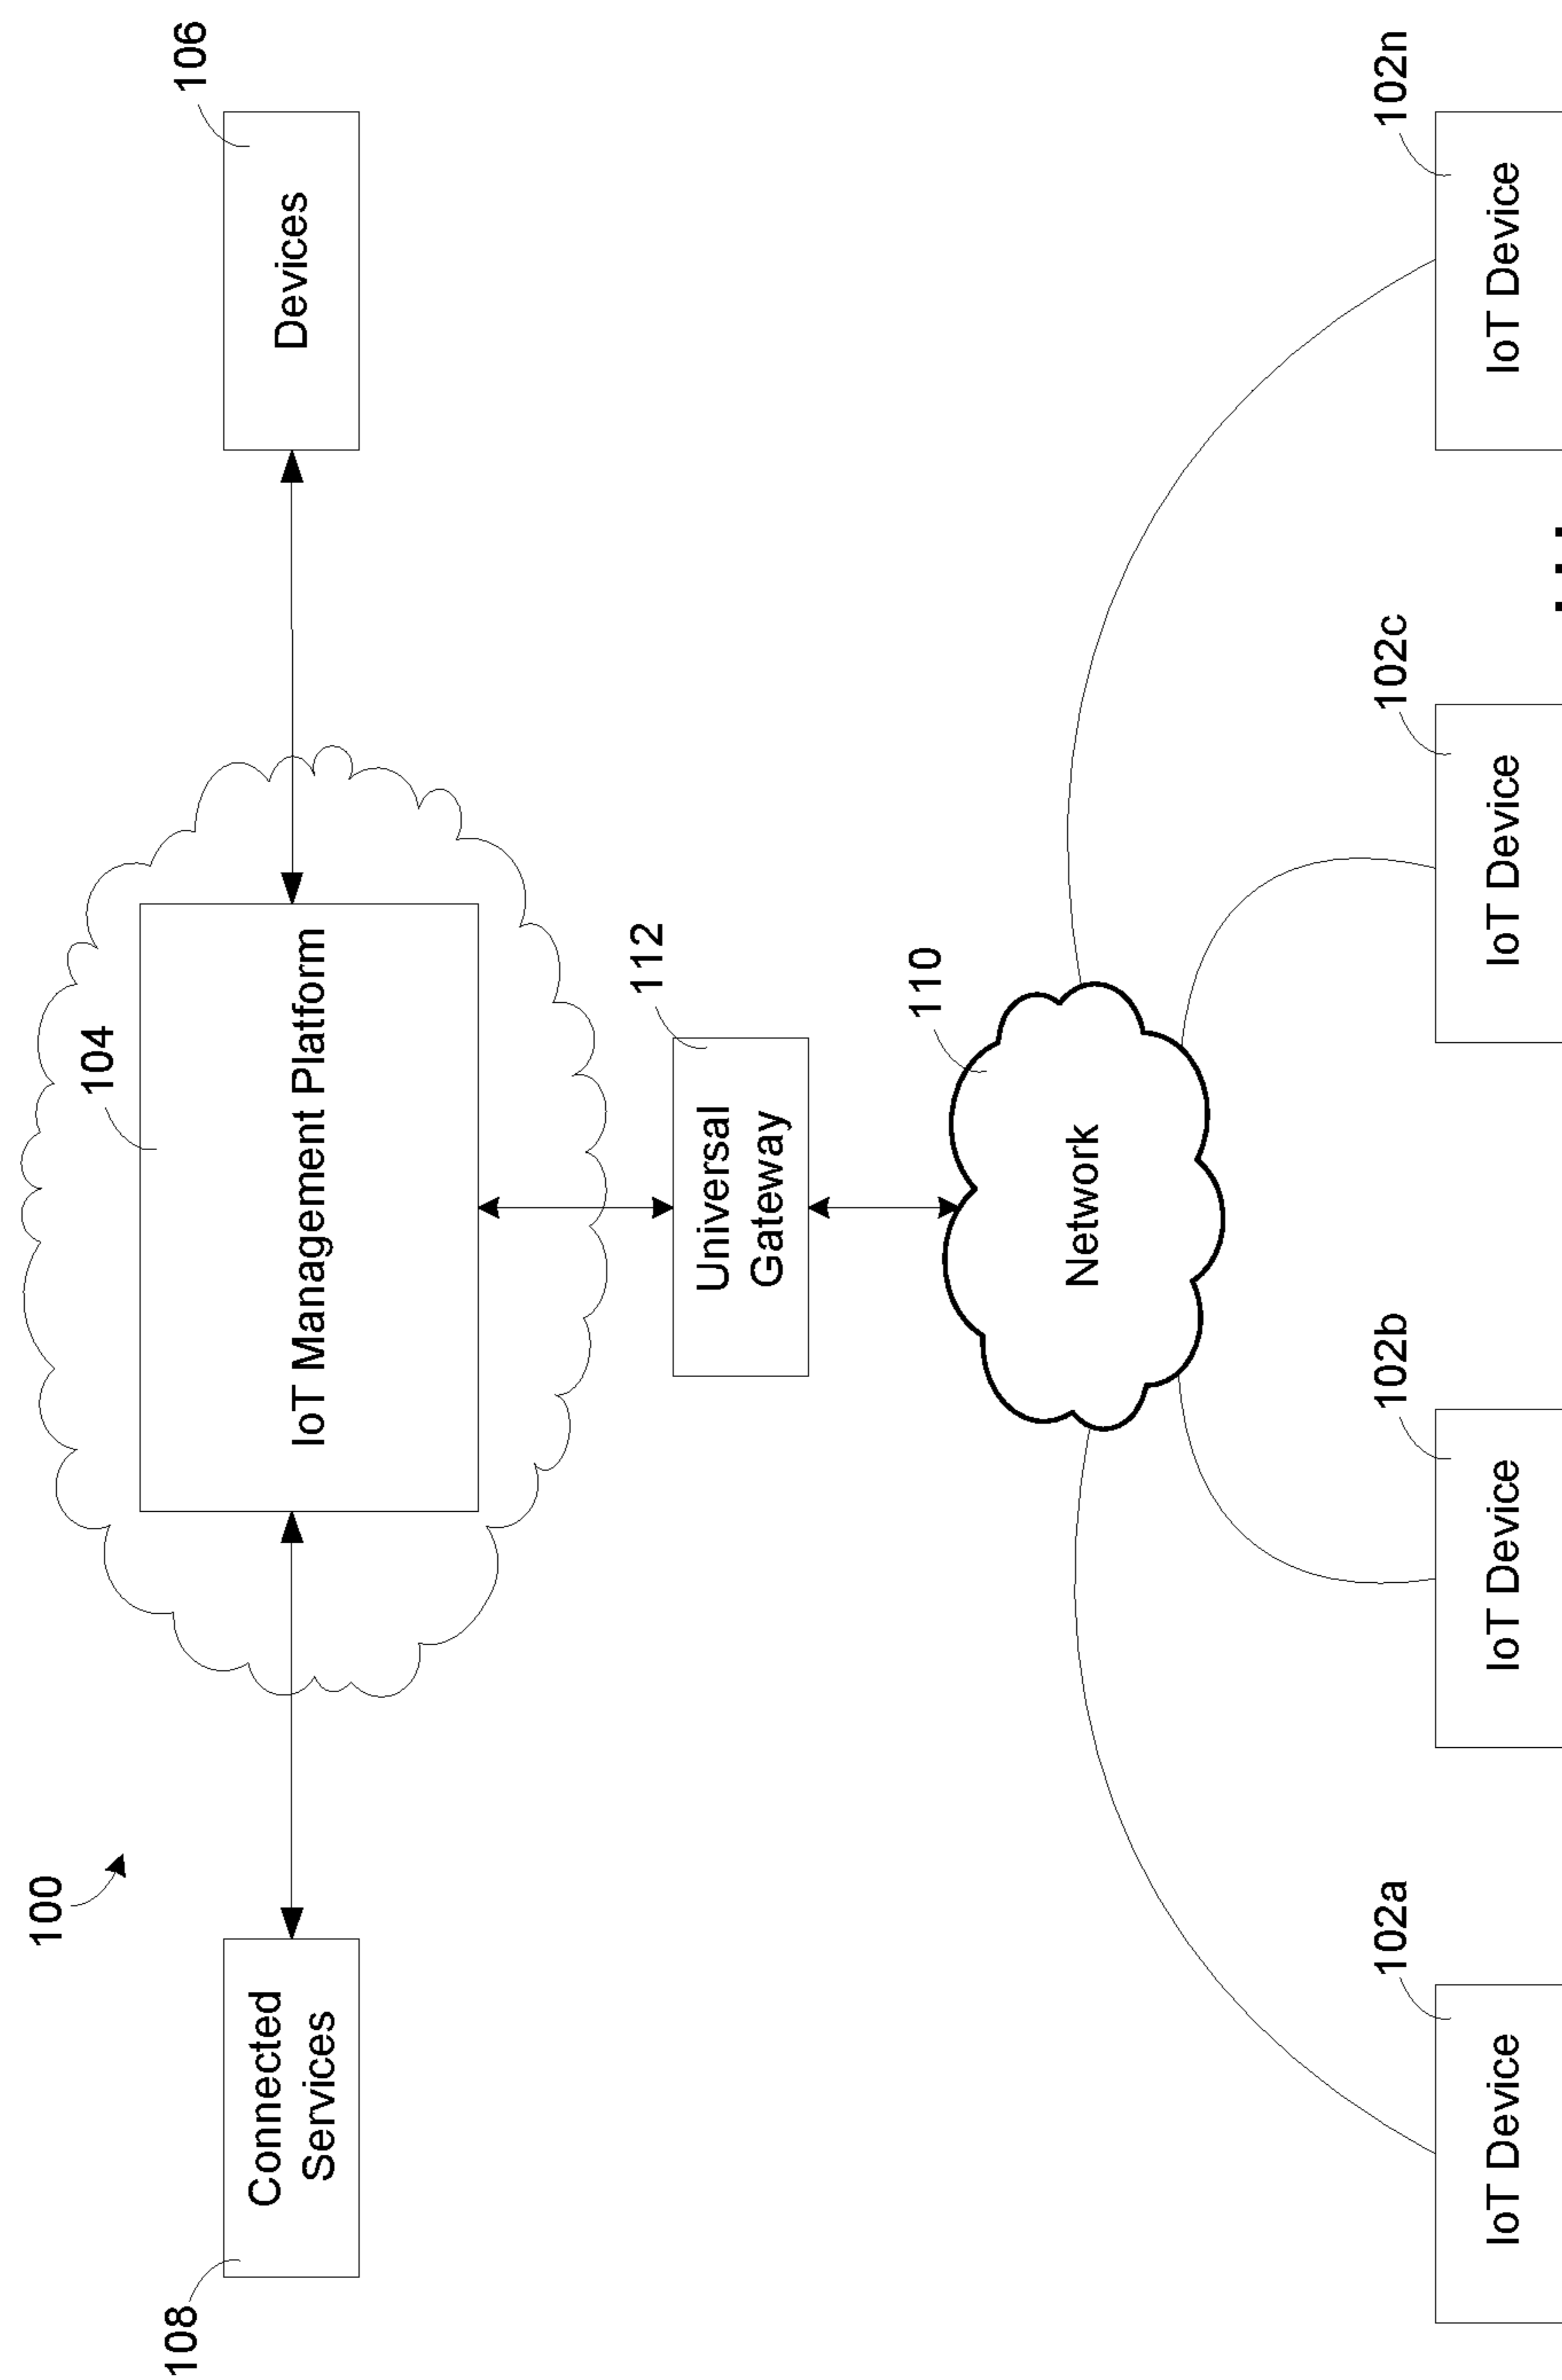 100
104
106
108
Connected
Services
IoT Management Platform
Devices
112
Universal
Gateway
110
Network
102a
102b
102c
102n
IoT Device
IoT Device
IoT Device
IoT Device